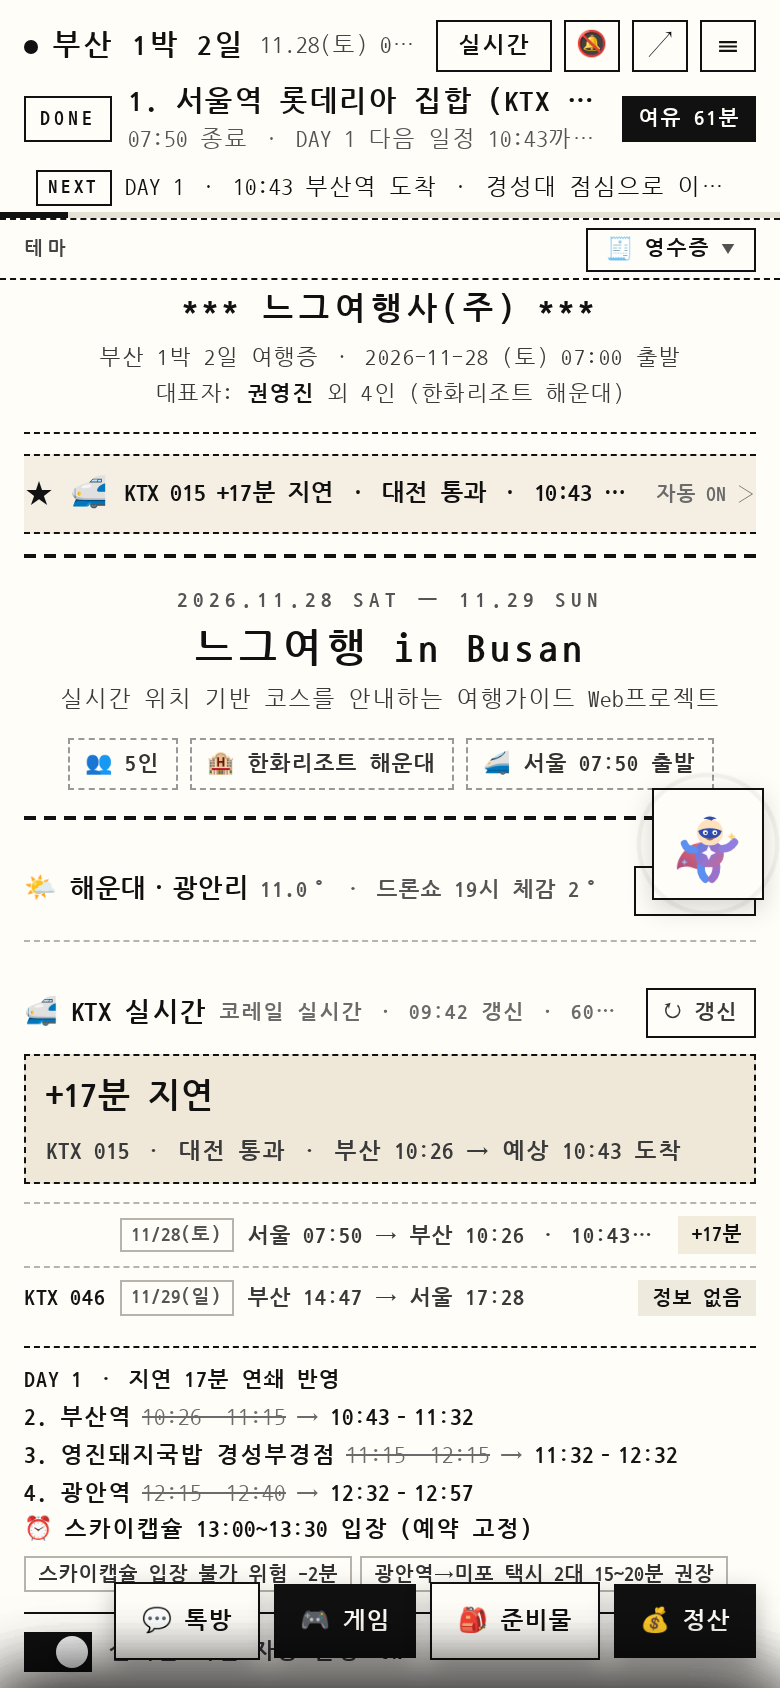 부산 1박 2일 11.28(토) 0… 실시간
DONE 1. 서울역 롯데리아 집합 (KTX … 여유 61분
07:50 종료 · DAY 1 다음 일정 10:43까…
NEXT DAY 1 · 10:43 부산역 도착 · 경성대 점심으로 이…
테마 영수증 ▼
*** 느그여행사(주) ***
부산 1박 2일 여행증 · 2026-11-28 (토) 07:00 출발
대표자: 권영진 외 4인 (한화리조트 해운대)
★ KTX 015 +17분 지연 · 대전 통과 · 10:43 … 자동 ON >
2026.11.28 SAT — 11.29 SUN
느그여행 in Busan
실시간 위치 기반 코스를 안내하는 여행가이드 Web프로젝트
5인 한화리조트 해운대 서울 07:50 출발
해운대·광안리 11.0° · 드론쇼 19시 체감 2°
KTX 실시간 코레일 실시간 · 09:42 갱신 · 60… ↻ 갱신
+17분 지연
KTX 015 · 대전 통과 · 부산 10:26 → 예상 10:43 도착
11/28(토) 서울 07:50 → 부산 10:26 · 10:43… +17분
KTX 046 11/29(일) 부산 14:47 → 서울 17:28 정보 없음
DAY 1 · 지연 17분 연쇄 반영
2. 부산역 10:26 - 11:15 → 10:43 - 11:32
3. 영진돼지국밥 경성부경점 11:15 - 12:15 → 11:32 - 12:32
4. 광안역 12:15 - 12:40 → 12:32 - 12:57
스카이캡슐 13:00~13:30 입장 (예약 고정)
스카이캡슐 입장 불가 위험 -2분 광안역→미포 택시 2대 15~20분 권장
톡방 게임 준비물 정산